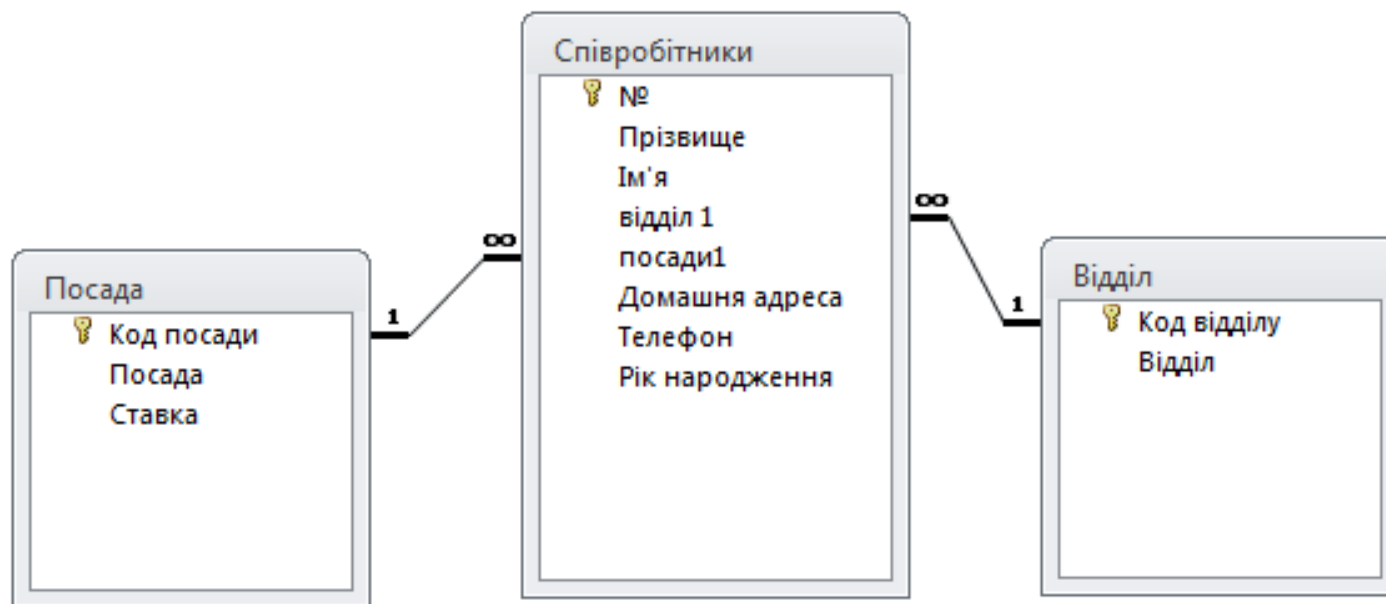 Співробітники
№
Прізвище
Ім'я
відділ 1
посади1
Домашня адреса
Телефон
Рік народження
∞
∞
1
1
Посада
Код посади
Посада
Ставка
Відділ
Код відділу
Відділ